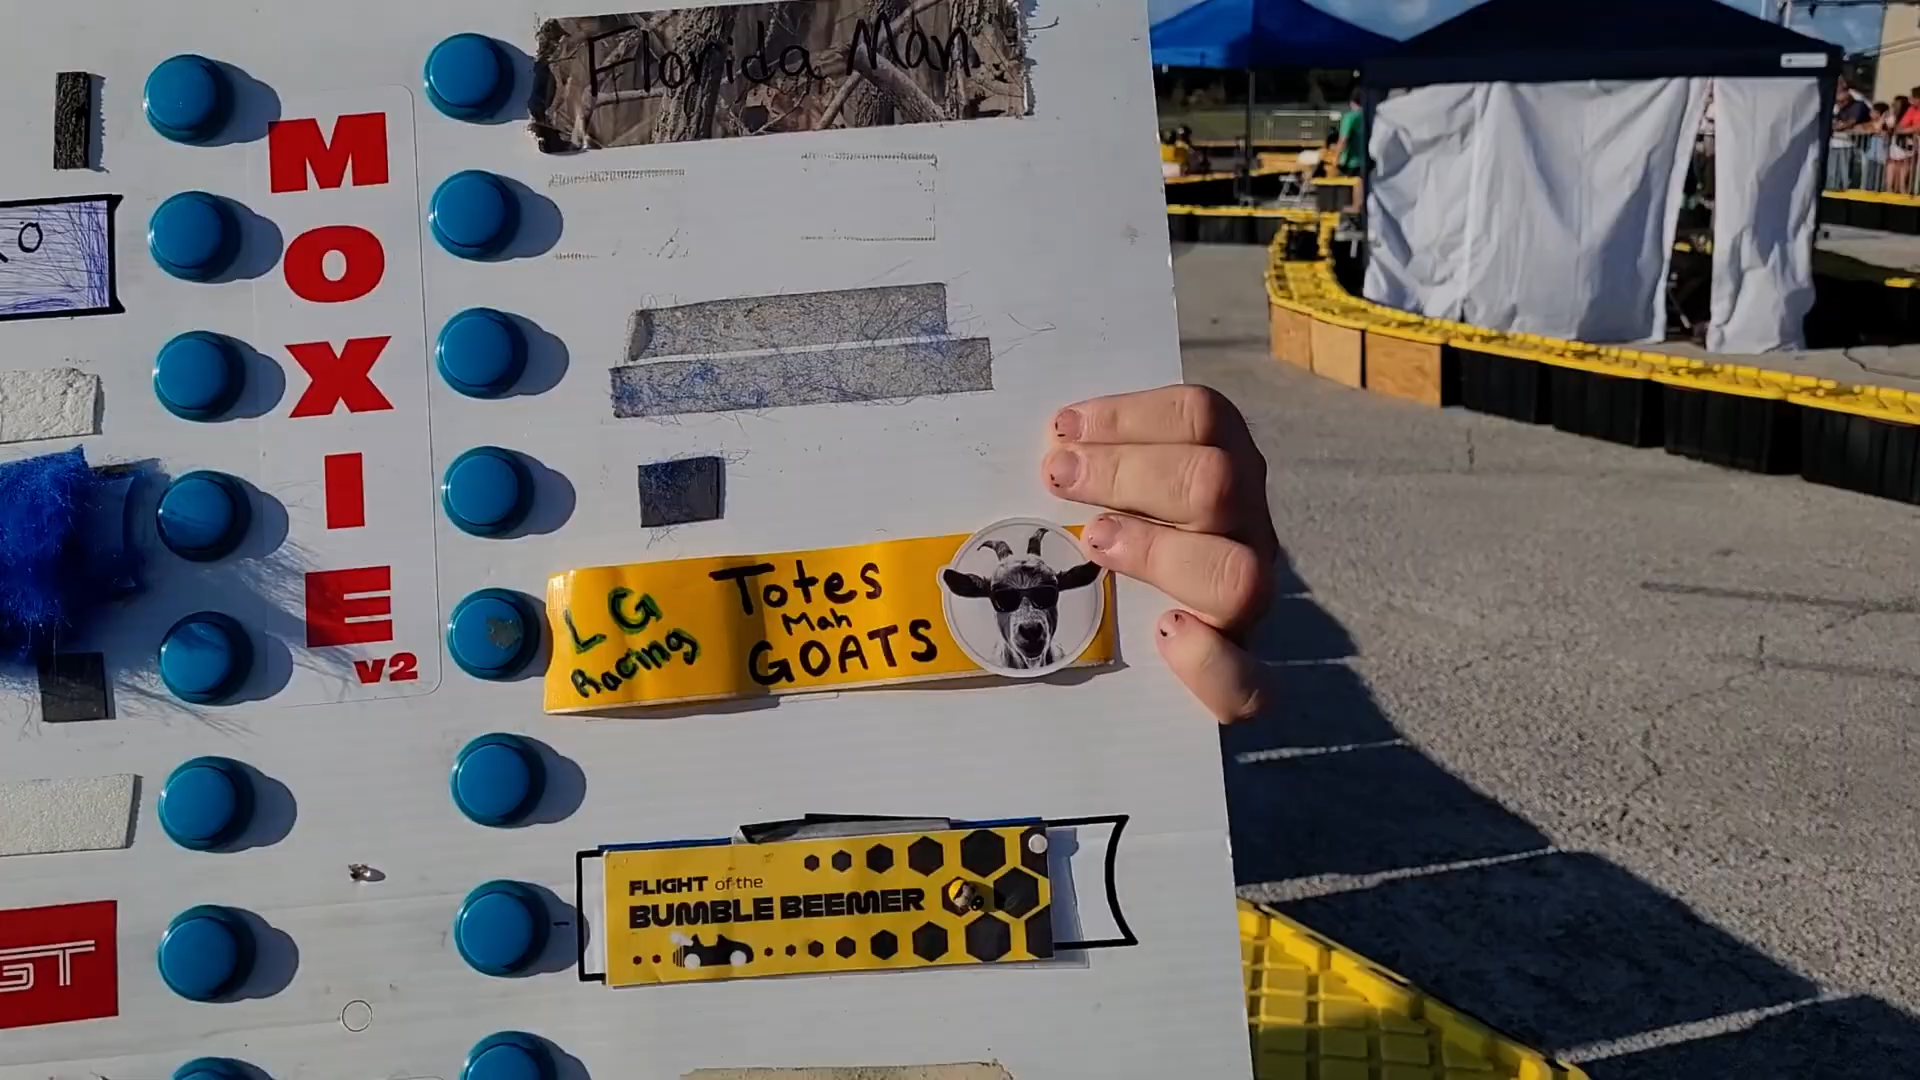 Florida Man
MOXIE
v2
LG
Racing
Totes
Mah
GOATS
FLIGHT of the
BUMBLE BEEMER
GT